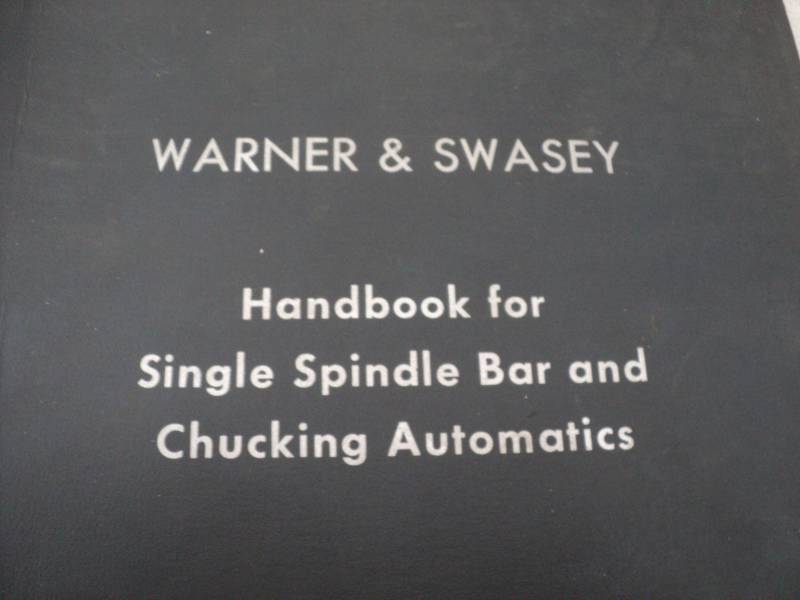 WARNER & SWASEY
Handbook for
Single Spindle Bar and
Chucking Automatics